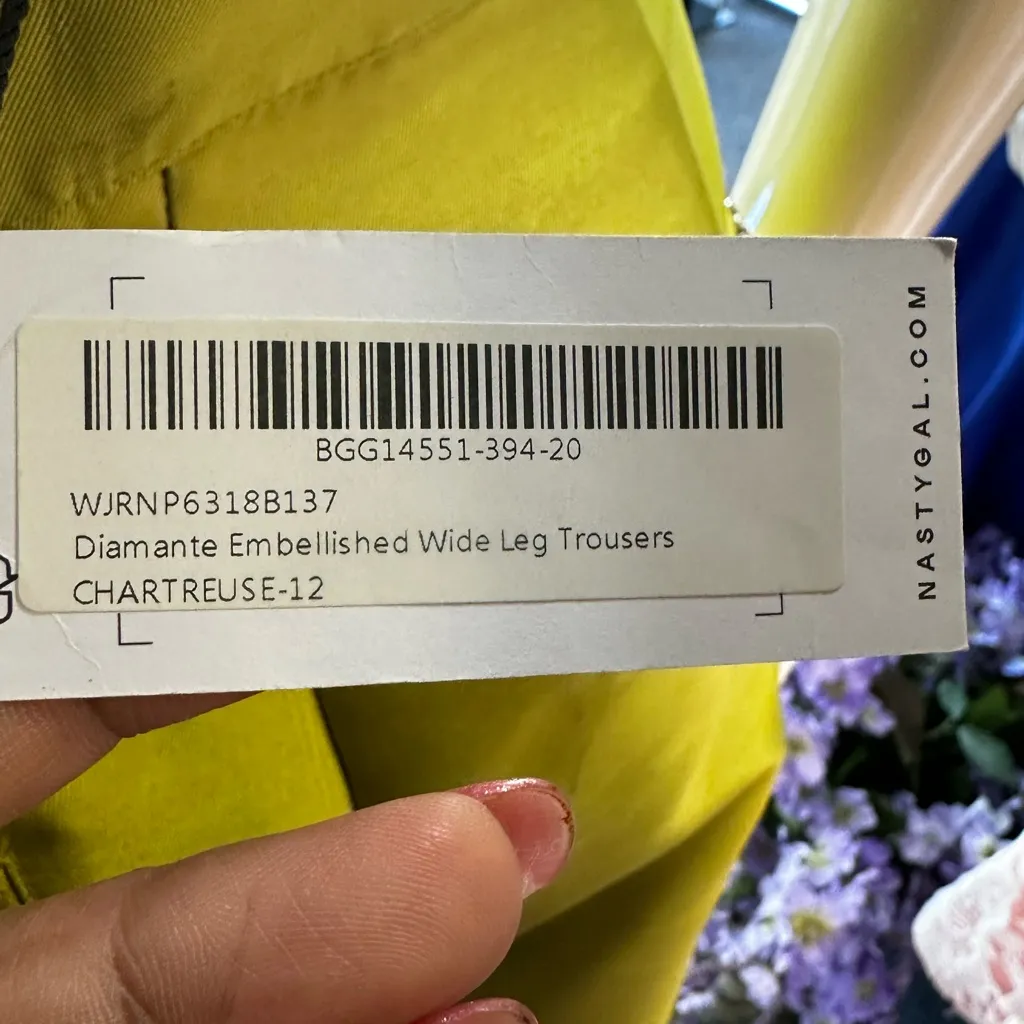 BGG14551-394-20
WJRNP6318B137
Diamante Embellished Wide Leg Trousers
CHARTREUSE-12
NASTYGAL.COM